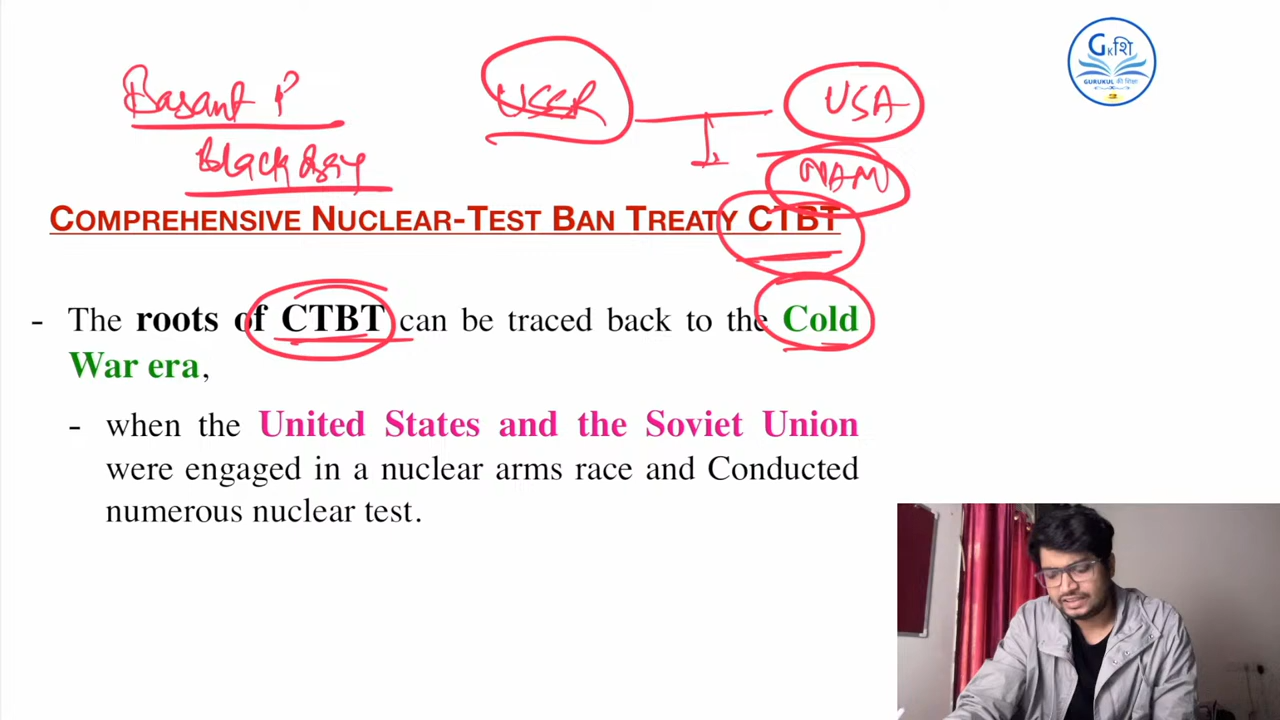 Basant P
Black day
USSR
USA
NAM
GKशि
GURUKUL की शिक्षा
COMPREHENSIVE NUCLEAR-TEST BAN TREATY CTBT
- The roots of CTBT can be traced back to the Cold
War era,
- when the United States and the Soviet Union
were engaged in a nuclear arms race and Conducted
numerous nuclear test.